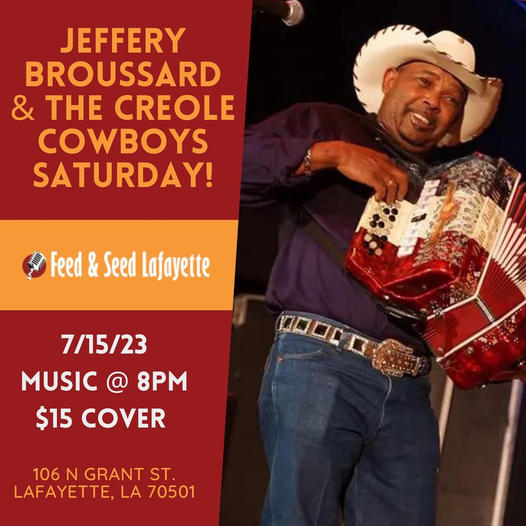 JEFFERY
BROUSSARD
& THE CREOLE
COWBOYS
SATURDAY!
Feed & Seed Lafayette
7/15/23
MUSIC @ 8PM
$15 COVER
106 N GRANT ST.
LAFAYETTE, LA 70501